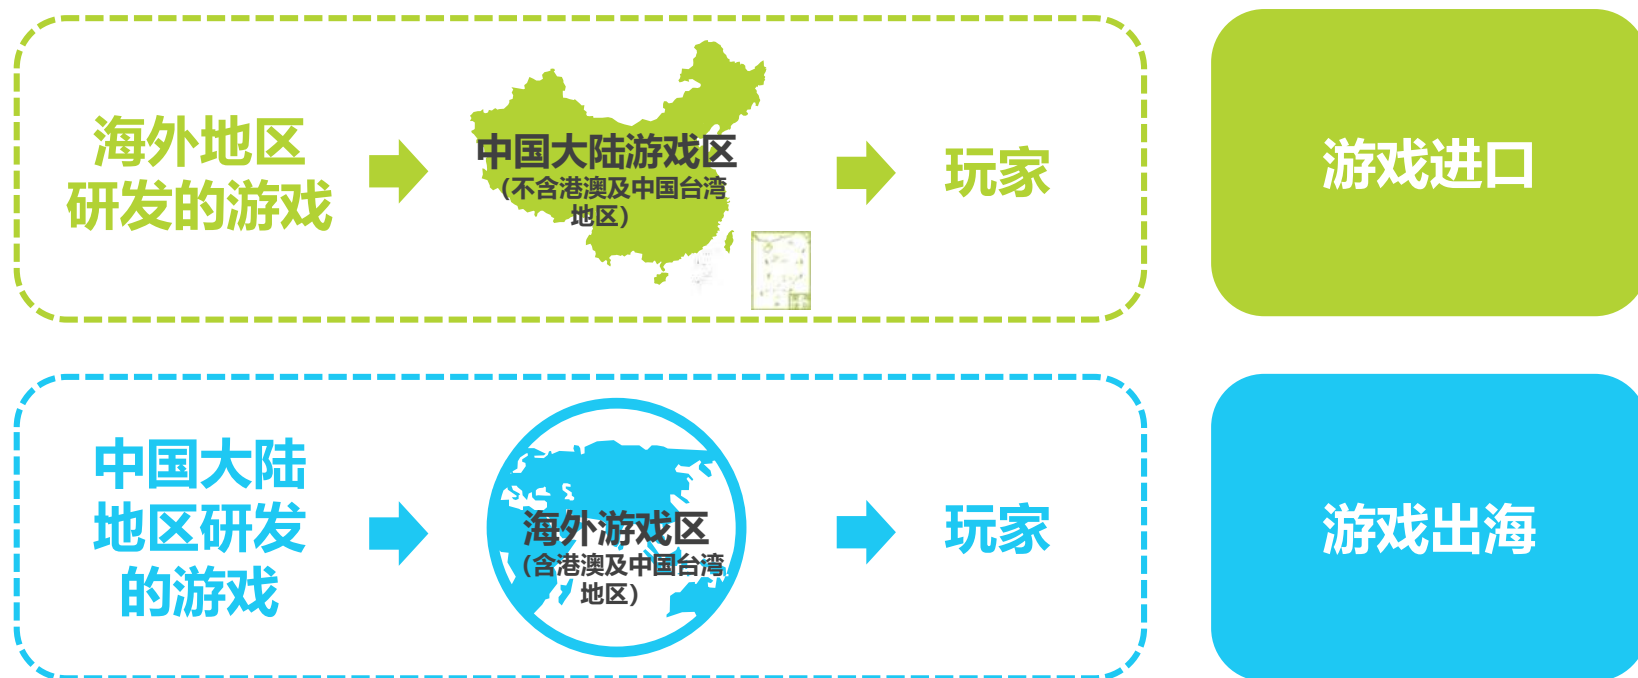 海外地区
研发的游戏
中国大陆游戏区
（不含港澳及中国台湾
地区）
玩家
游戏进口
中国大陆
地区研发
的游戏
海外游戏区
（含港澳及中国台湾
地区）
玩家
游戏出海